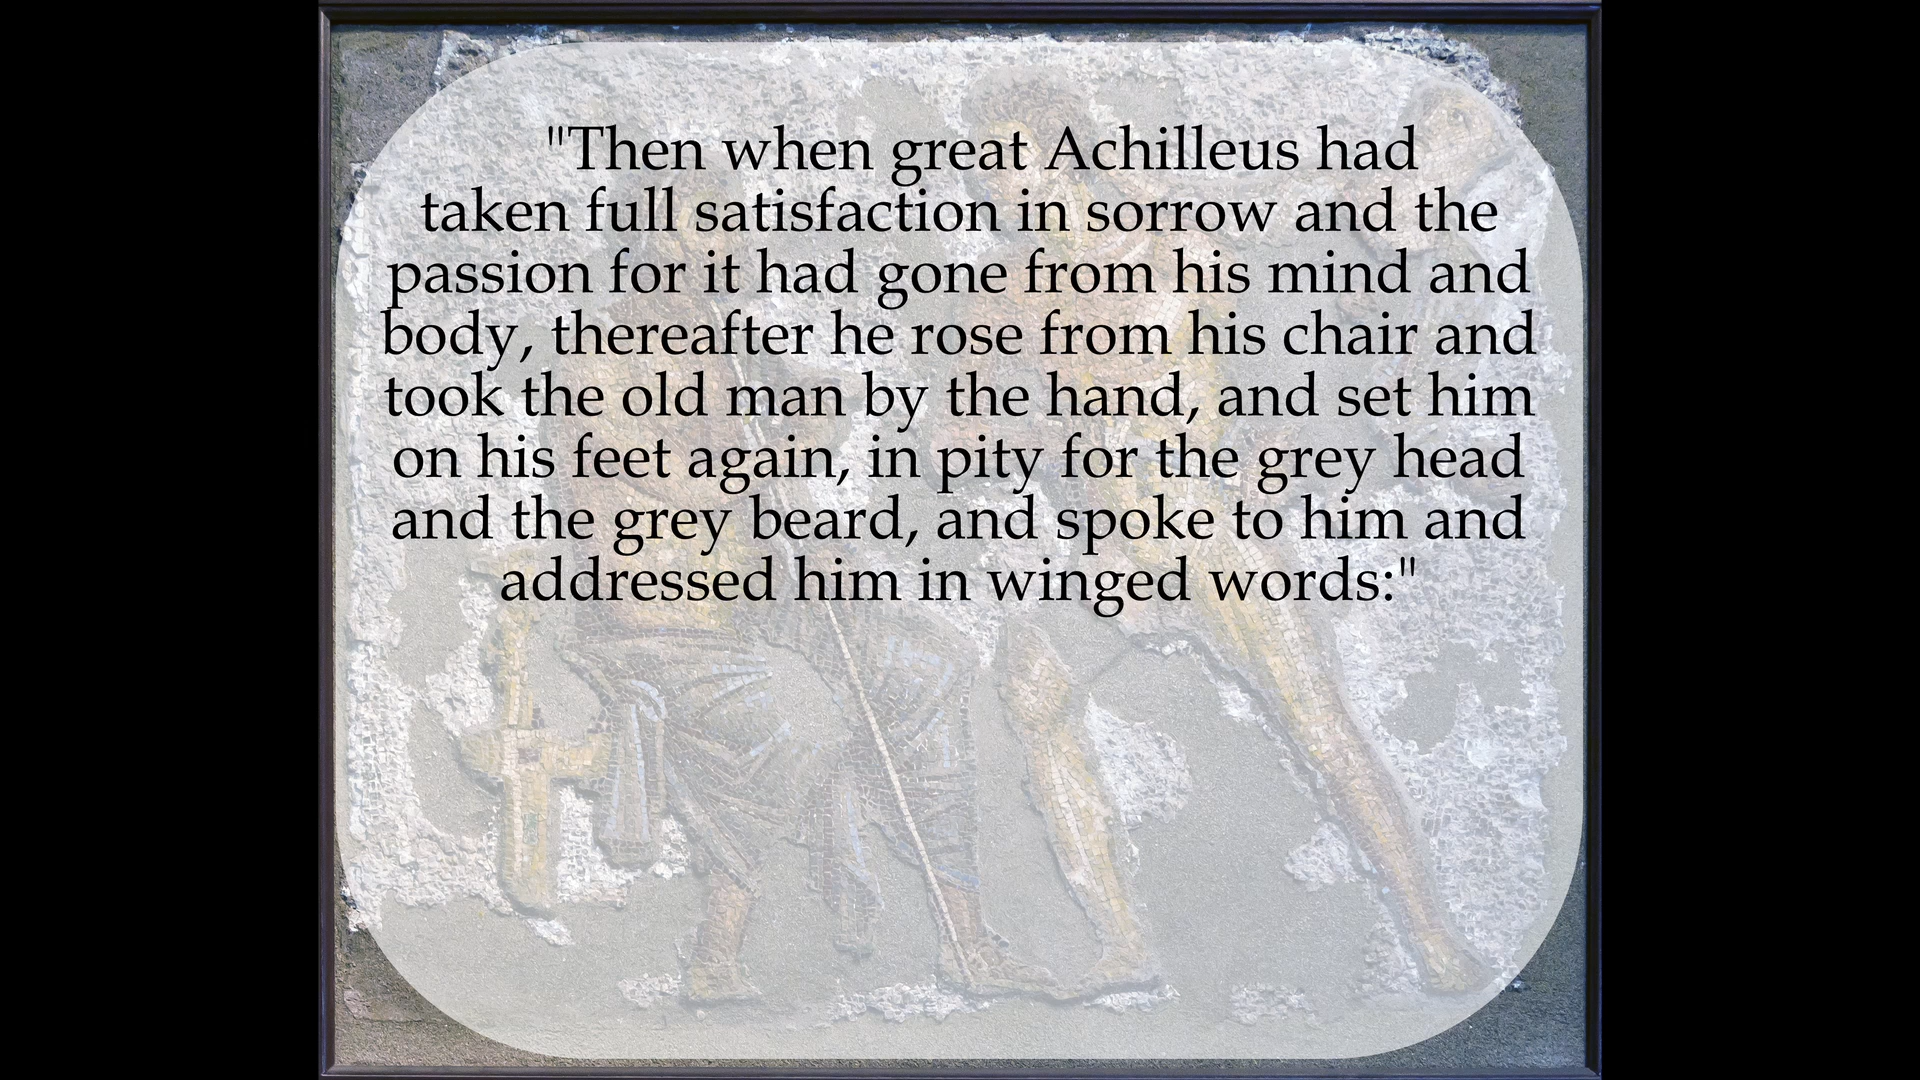 "Then when great Achilleus had
taken full satisfaction in sorrow and the
passion for it had gone from his mind and
body, thereafter he rose from his chair and
took the old man by the hand, and set him
on his feet again, in pity for the grey head
and the grey beard, and spoke to him and
addressed him in winged words:"